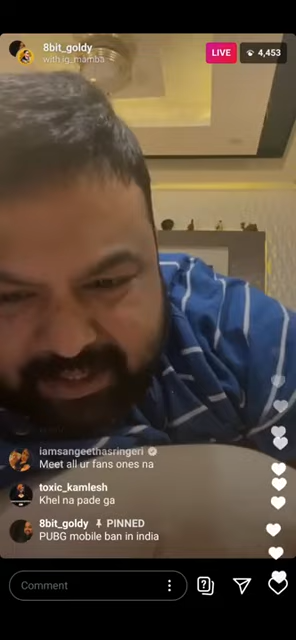 8bit_goldy
with ig_mamba
LIVE
4,453
iamsangeethasringeri
Meet all ur fans ones na
toxic_kamlesh
Khel na pade ga
8bit_goldy PINNED
PUBG mobile ban in india
Comment